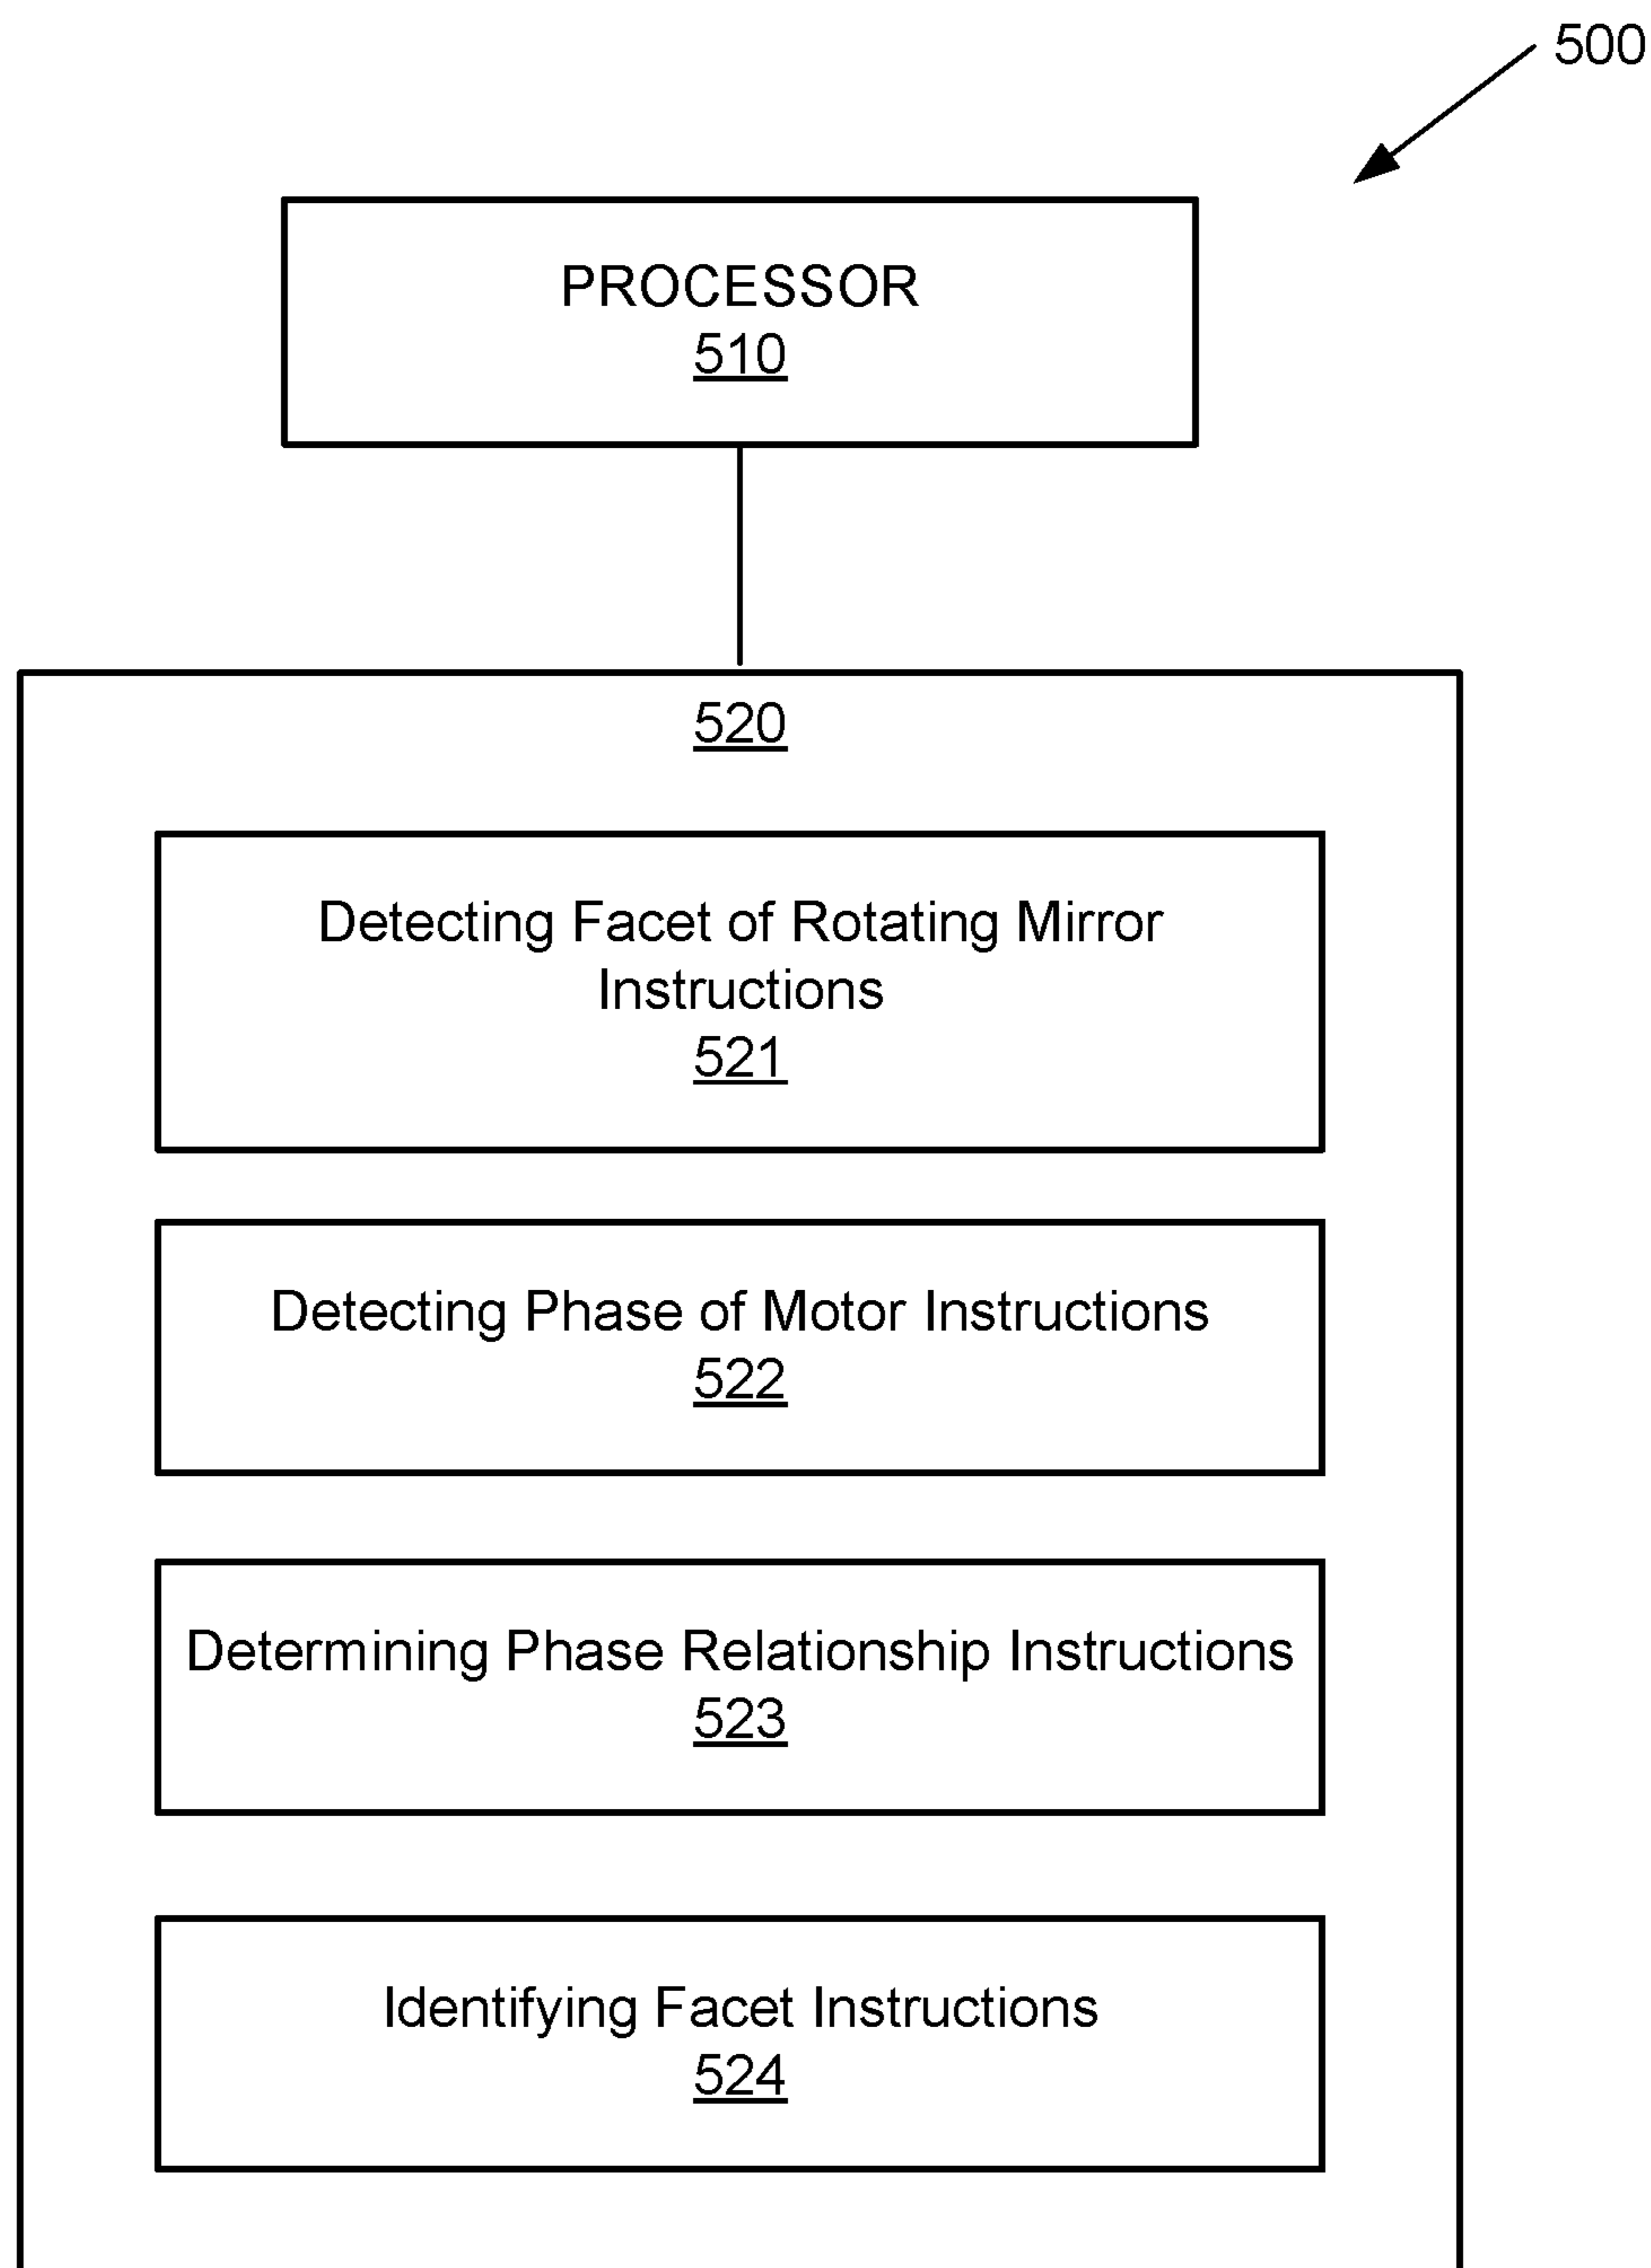 500
PROCESSOR
510
520
Detecting Facet of Rotating Mirror
Instructions
521
Detecting Phase of Motor Instructions
522
Determining Phase Relationship Instructions
523
Identifying Facet Instructions
524